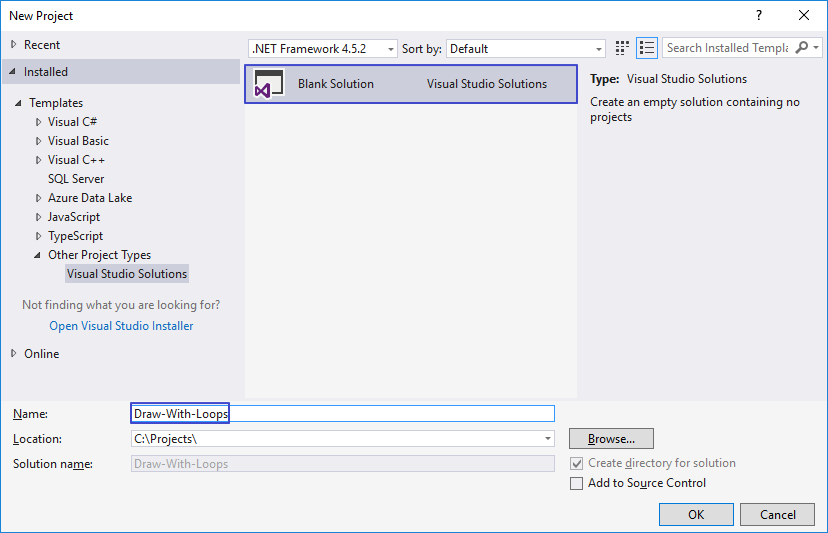 New Project
?
Recent
.NET Framework 4.5.2 Sort by: Default Search Installed Templa
Installed
Templates
Visual C#
Visual Basic
Visual C++
SQL Server
Azure Data Lake
JavaScript
TypeScript
Other Project Types
Visual Studio Solutions
Not finding what you are looking for?
Open Visual Studio Installer
Online
Blank Solution Visual Studio Solutions
Type: Visual Studio Solutions
Create an empty solution containing no
projects
Name: Draw-With-Loops
Location: C:\Projects\ Browse...
Solution name: Draw-With-Loops Create directory for solution
Add to Source Control
OK Cancel